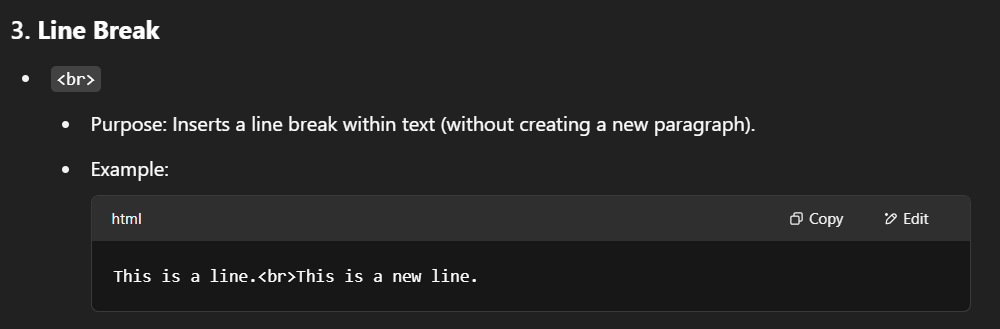 3. Line Break
<br>
Purpose: Inserts a line break within text (without creating a new paragraph).
Example:
html Copy Edit
This is a line.<br>This is a new line.